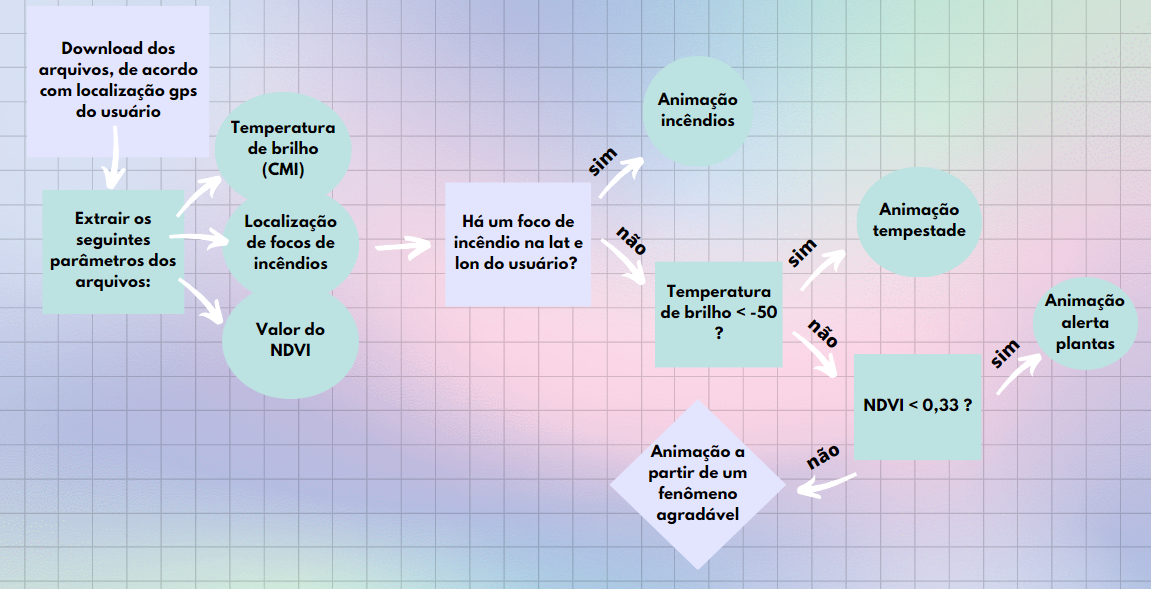 Download dos
arquivos, de acordo
com localização gps
do usuário
Extrair os
seguintes
parâmetros dos
arquivos:
Temperatura
de brilho
(CMI)
Localização
de focos de
incêndios
Valor do
NDVI
Há um foco de
incêndio na lat e
lon do usuário?
sim
Animação
incêndios
não
Temperatura
de brilho < -50
?
sim
Animação
tempestade
não
NDVI < 0,33 ?
sim
Animação
alerta
plantas
não
Animação a
partir de um
fenômeno
agradável